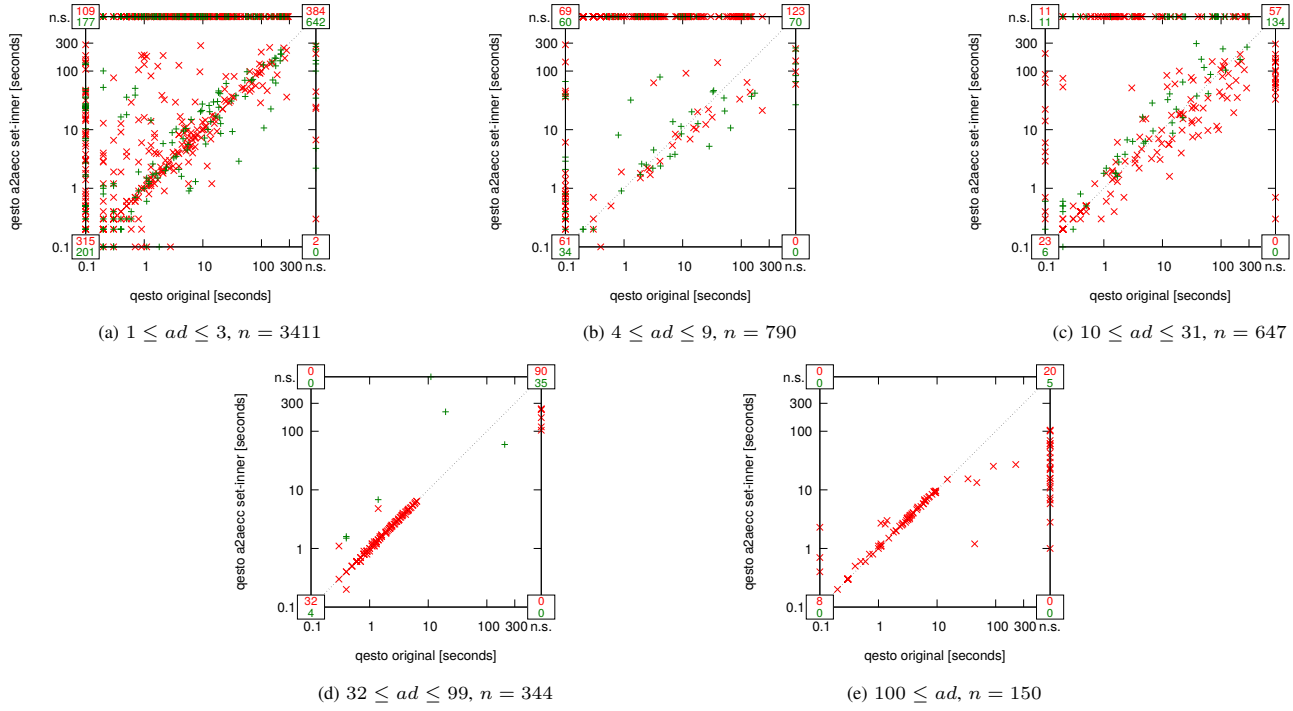 109
177
384
642
n.s.
300
100
10
1
0.1
315
201
2
0
0.1 1 10 100 300 n.s.
qesto a2aecc set-inner [seconds]
qesto original [seconds]
(a) 1 ≤ ad ≤ 3, n = 3411
69
60
123
70
n.s.
300
100
10
1
0.1
61
34
0
0
0.1 1 10 100 300 n.s.
qesto a2aecc set-inner [seconds]
qesto original [seconds]
(b) 4 ≤ ad ≤ 9, n = 790
11
11
57
134
n.s.
300
100
10
1
0.1
23
6
0
0
0.1 1 10 100 300 n.s.
qesto a2aecc set-inner [seconds]
qesto original [seconds]
(c) 10 ≤ ad ≤ 31, n = 647
0
0
90
35
n.s.
300
100
10
1
0.1
32
4
0
0
0.1 1 10 100 300 n.s.
qesto a2aecc set-inner [seconds]
qesto original [seconds]
(d) 32 ≤ ad ≤ 99, n = 344
0
0
20
5
n.s.
300
100
10
1
0.1
8
0
0
0
0.1 1 10 100 300 n.s.
qesto a2aecc set-inner [seconds]
qesto original [seconds]
(e) 100 ≤ ad, n = 150